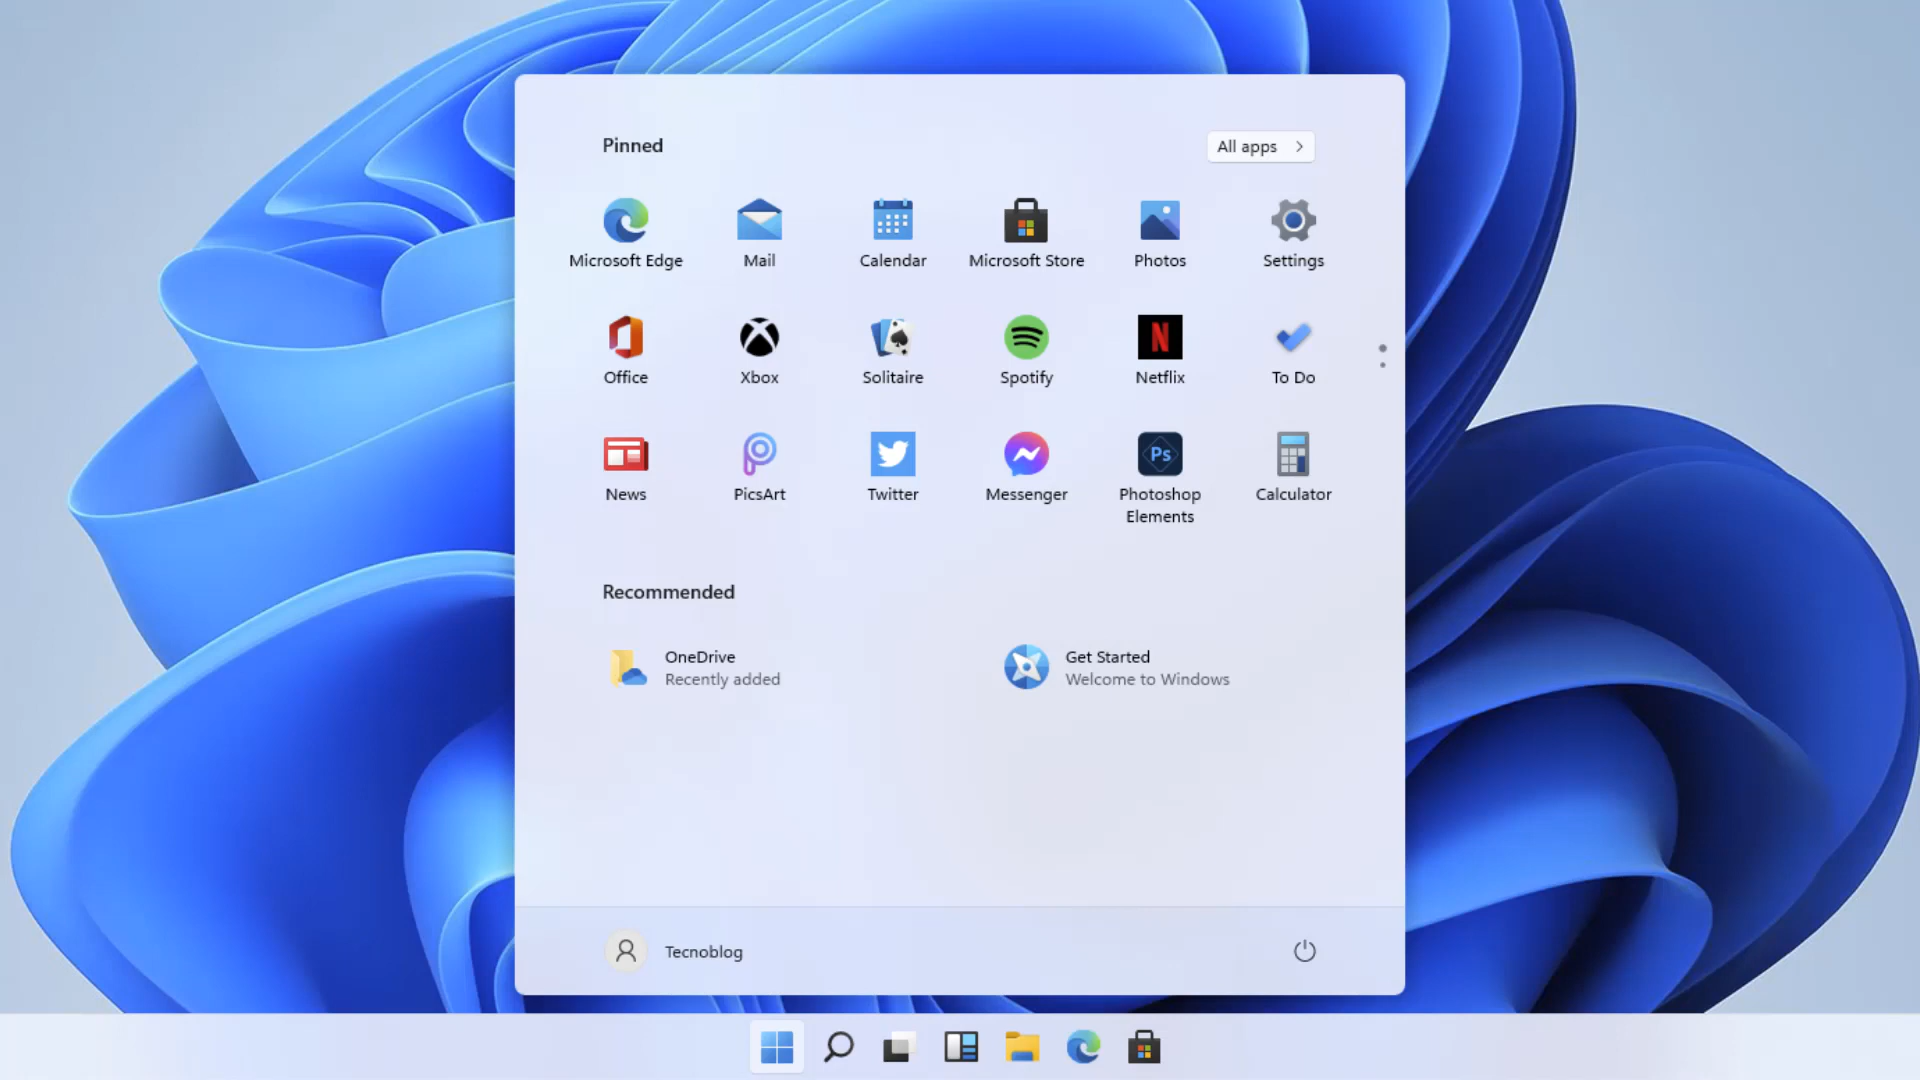 Pinned
All apps
Microsoft Edge
Mail
Calendar
Microsoft Store
Photos
Settings
Office
Xbox
Solitaire
Spotify
Netflix
To Do
News
PicsArt
Twitter
Messenger
Ps
Photoshop
Elements
Calculator
Recommended
OneDrive
Recently added
Get Started
Welcome to Windows
Tecnoblog